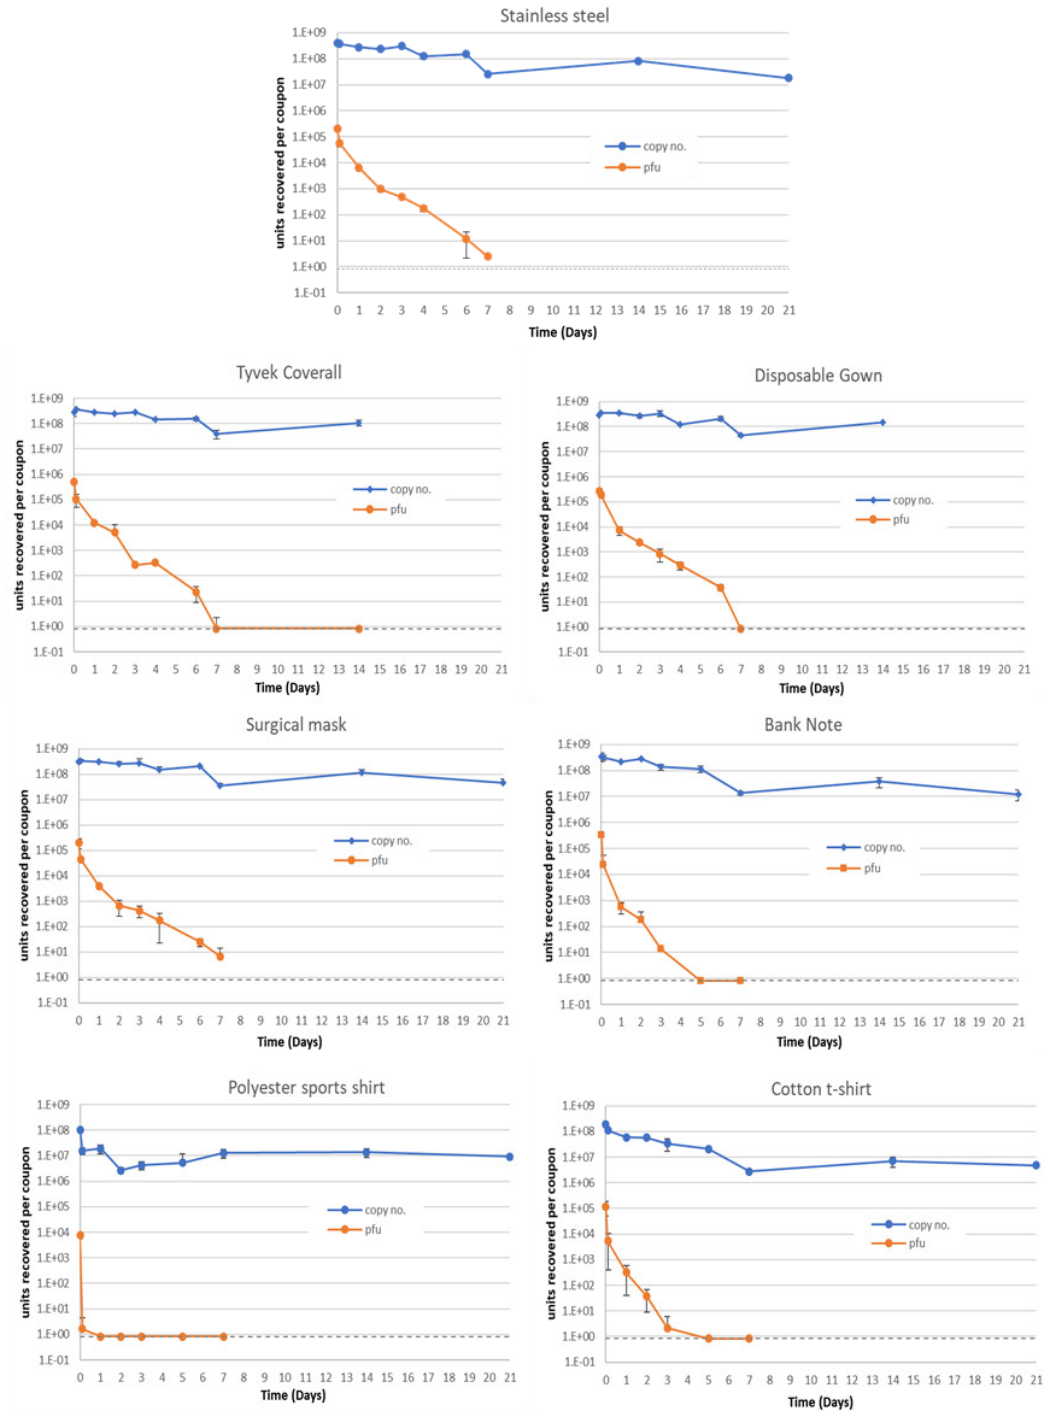 Stainless steel
units recovered per coupon
1.E+09
1.E+08
1.E+07
1.E+06
1.E+05
1.E+04
1.E+03
1.E+02
1.E+01
1.E+00
1.E-01
copy no.
pfu
0 1 2 3 4 5 6 7 8 9 10 11 12 13 14 15 16 17 18 19 20 21
Time (Days)
Tyvek Coverall
units recovered per coupon
1.E+09
1.E+08
1.E+07
1.E+06
1.E+05
1.E+04
1.E+03
1.E+02
1.E+01
1.E+00
1.E-01
copy no.
pfu
0 1 2 3 4 5 6 7 8 9 10 11 12 13 14 15 16 17 18 19 20 21
Time (Days)
Disposable Gown
units recovered per coupon
1.E+09
1.E+08
1.E+07
1.E+06
1.E+05
1.E+04
1.E+03
1.E+02
1.E+01
1.E+00
1.E-01
copy no.
pfu
0 1 2 3 4 5 6 7 8 9 10 11 12 13 14 15 16 17 18 19 20 21
Time (Days)
Surgical mask
units recovered per coupon
1.E+09
1.E+08
1.E+07
1.E+06
1.E+05
1.E+04
1.E+03
1.E+02
1.E+01
1.E+00
1.E-01
copy no.
pfu
0 1 2 3 4 5 6 7 8 9 10 11 12 13 14 15 16 17 18 19 20 21
Time (Days)
Bank Note
units recovered per coupon
1.E+09
1.E+08
1.E+07
1.E+06
1.E+05
1.E+04
1.E+03
1.E+02
1.E+01
1.E+00
1.E-01
copy no.
pfu
0 1 2 3 4 5 6 7 8 9 10 11 12 13 14 15 16 17 18 19 20 21
Time (Days)
Polyester sports shirt
units recovered per coupon
1.E+09
1.E+08
1.E+07
1.E+06
1.E+05
1.E+04
1.E+03
1.E+02
1.E+01
1.E+00
1.E-01
copy no.
pfu
0 1 2 3 4 5 6 7 8 9 10 11 12 13 14 15 16 17 18 19 20 21
Time (Days)
Cotton t-shirt
units recovered per coupon
1.E+09
1.E+08
1.E+07
1.E+06
1.E+05
1.E+04
1.E+03
1.E+02
1.E+01
1.E+00
1.E-01
copy no.
pfu
0 1 2 3 4 5 6 7 8 9 10 11 12 13 14 15 16 17 18 19 20 21
Time (Days)